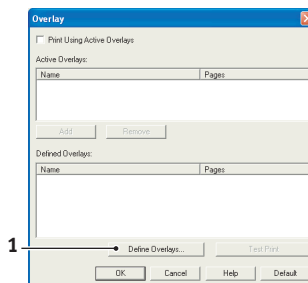 Overlay
Print Using Active Overlays
Active Overlays:
Name Pages
Add Remove
Defined Overlays:
Name Pages
1 Define Overlays... Test Print
OK Cancel Help Default